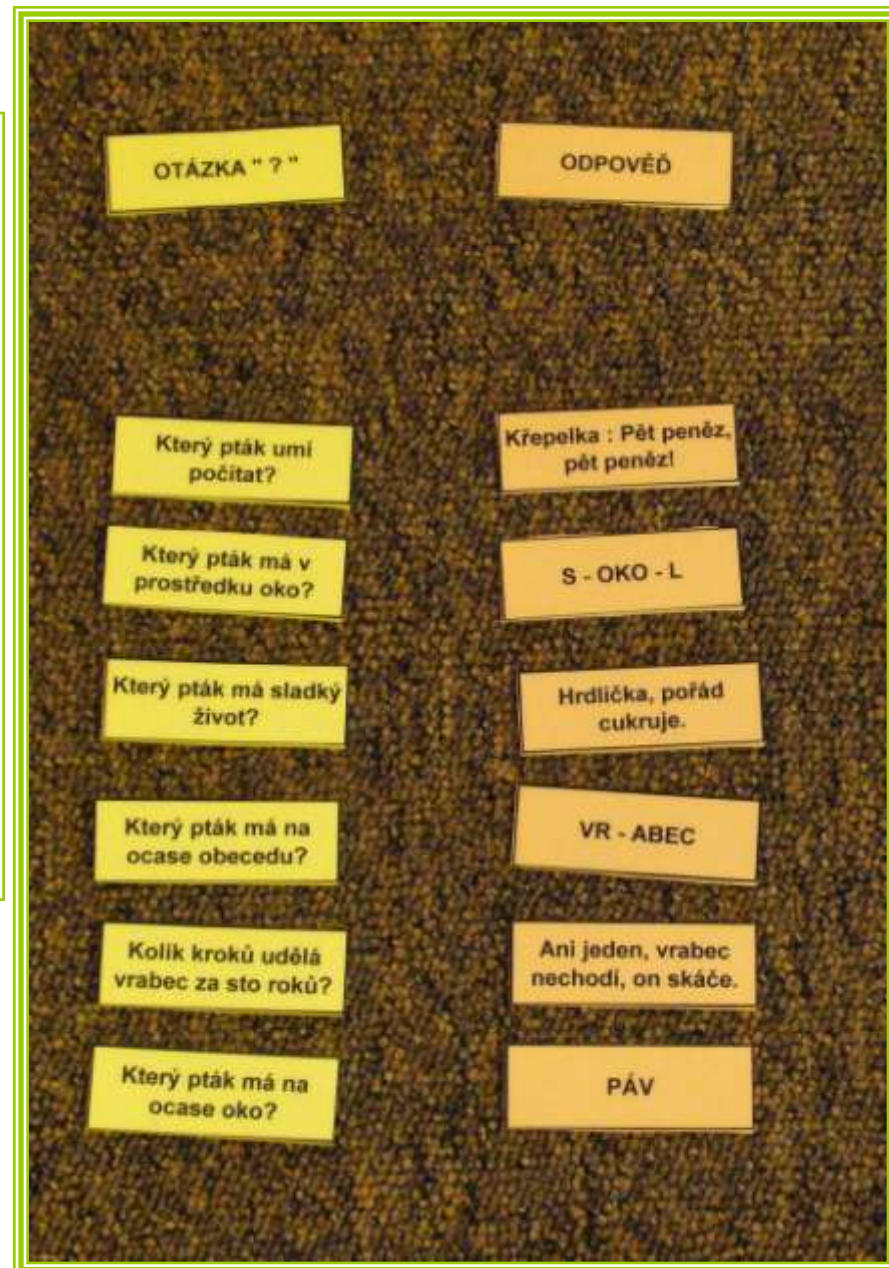 OTÁZKA " ? "
ODPOVĚĎ
Který pták umí
počítat?
Křepelka : Pět peněz,
pět peněz!
Který pták má v
prostředku oko?
S - OKO - L
Který pták má sladký
život?
Hrdlička, pořád
cukruje.
Který pták má na
ocase obecedu?
VR - ABEC
Kolik kroků udělá
vrabec za sto roků?
Ani jeden, vrabec
nechodí, on skáče.
Který pták má na
ocase oko?
PÁV